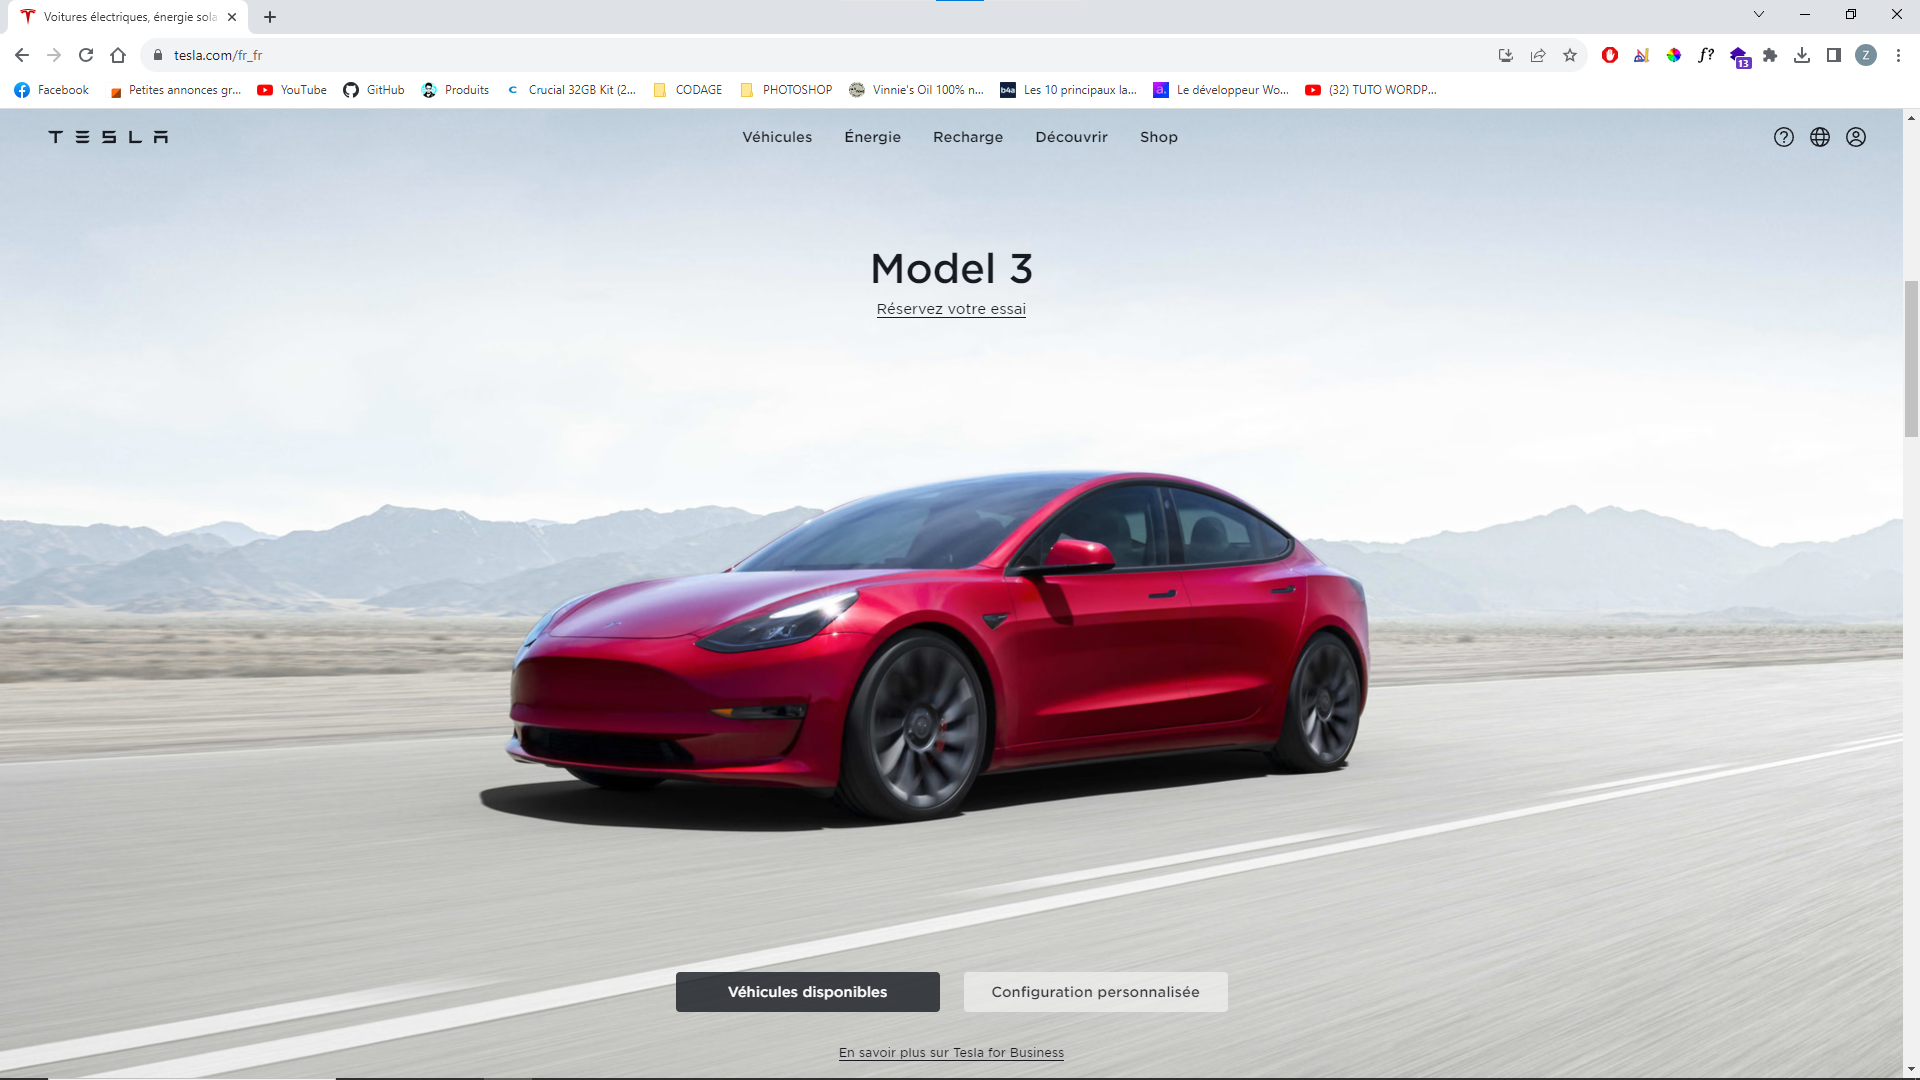 Voitures électriques, énergie sola
tesla.com/fr_fr
f?
13
Z
Facebook
Petites annonces gr...
YouTube
GitHub
Produits
Crucial 32GB Kit (2...
CODAGE
PHOTOSHOP
Vinnie's Oil 100% n...
b4a
Les 10 principaux la...
a.
Le développeur Wo...
(32) TUTO WORDP...
TESLA
Véhicules
Énergie
Recharge
Découvrir
Shop
Model 3
Réservez votre essai
Véhicules disponibles
Configuration personnalisée
En savoir plus sur Tesla for Business